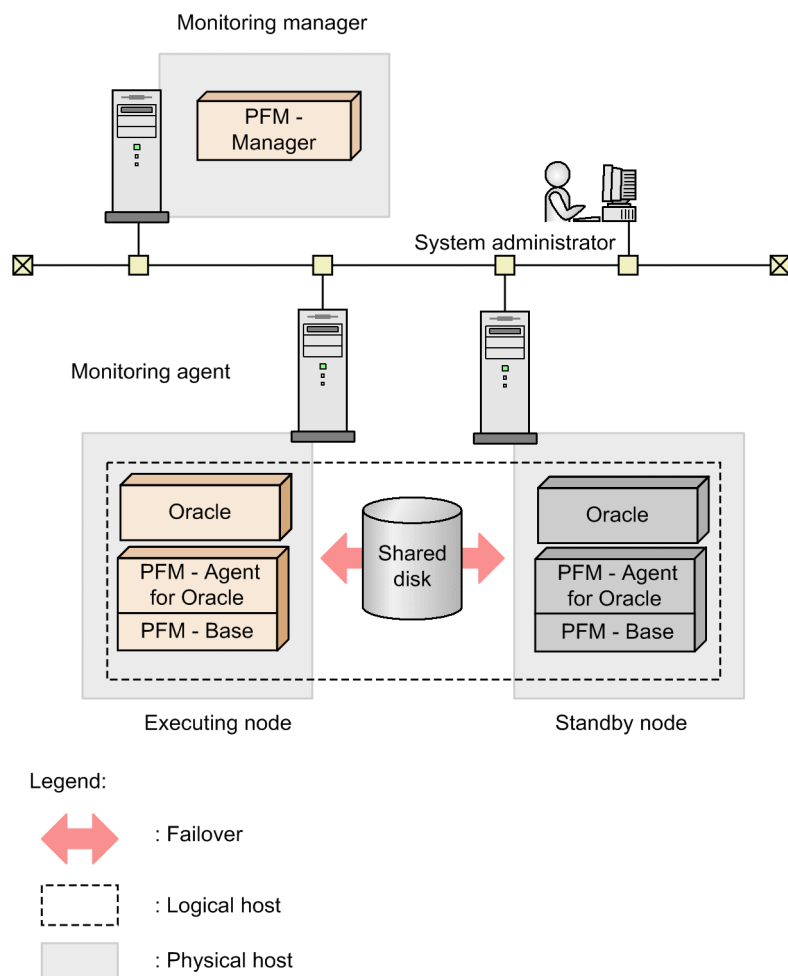 Monitoring manager
PFM -
Manager
System administrator
Monitoring agent
Oracle
PFM - Agent
for Oracle
PFM - Base
Shared
disk
Oracle
PFM - Agent
for Oracle
PFM - Base
Executing node
Standby node
Legend:
: Failover
: Logical host
: Physical host